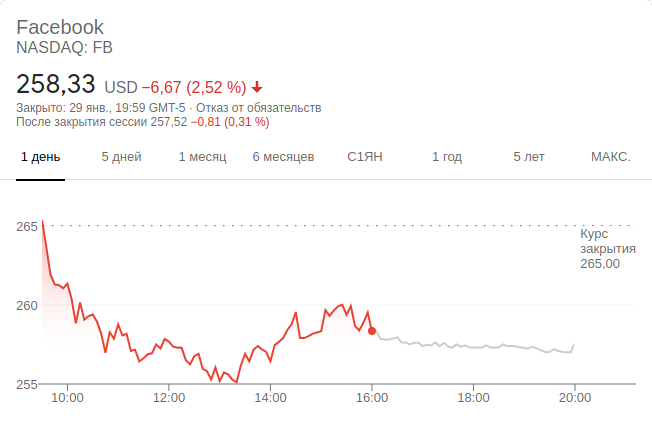 Facebook
NASDAQ: FB
258,33 USD −6,67 (2,52 %)
Закрыто: 29 янв., 19:59 GMT-5 · Отказ от обязательств
После закрытия сессии 257,52 −0,81 (0,31 %)
1 день 5 дней 1 месяц 6 месяцев С1ЯН 1 год 5 лет МАКС.
265
Курс
закрытия
265,00
260
255
10:00 12:00 14:00 16:00 18:00 20:00